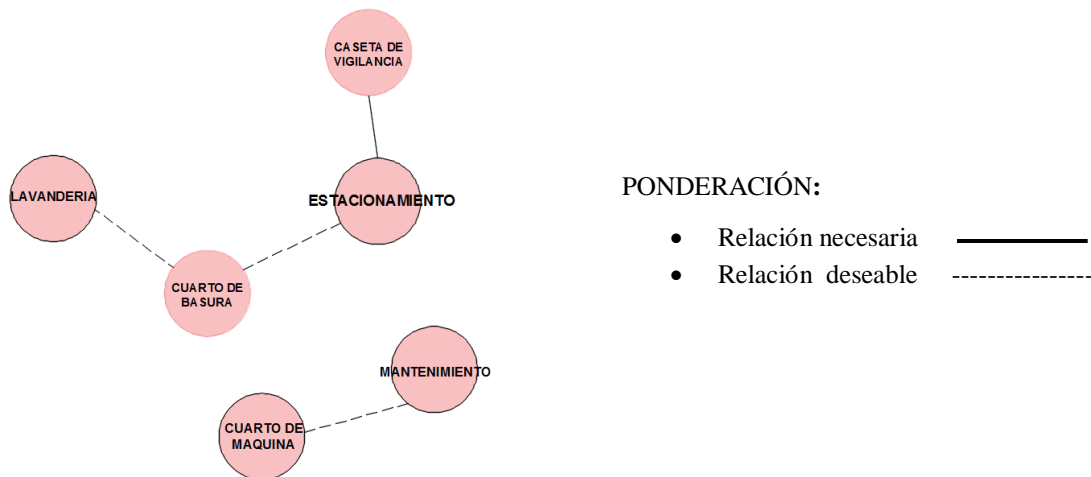 CASETA DE
VIGILANCIA
LAVANDERIA
ESTACIONAMIENTO
CUARTO DE
BASURA
MANTENIMIENTO
CUARTO DE
MAQUINA
PONDERACIÓN:
• Relación necesaria
• Relación deseable